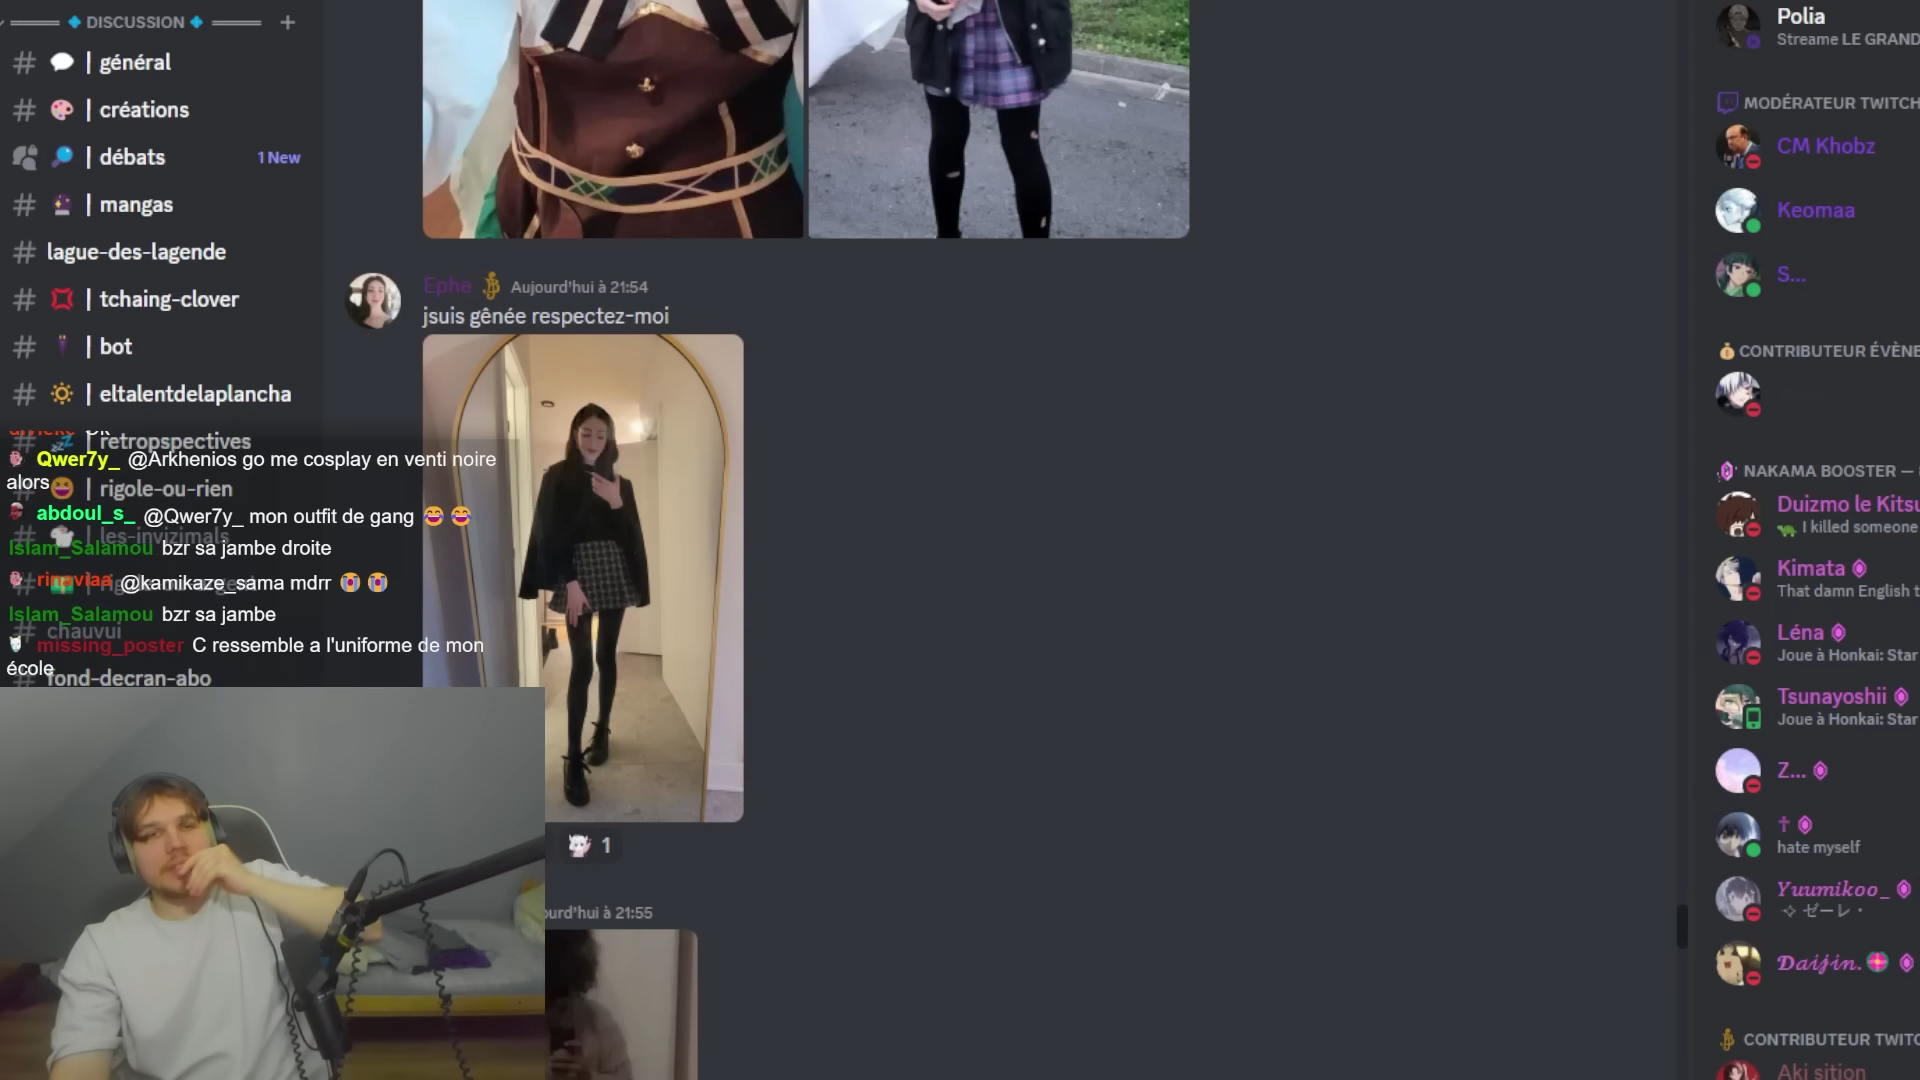 DISCUSSION
| général
| créations
| débats 1 New
| mangas
lague-des-lagende
| tchaing-clover
| bot
| eltalentdelaplancha
| retropspectives
| rigole-ou-rien
| les-invizimals
chauvui
fond-decran-abo
Qwer7y_ @Arkhenios go me cosplay en venti noire
alors
abdoul_s_ @Qwer7y_ mon outfit de gang
Islam_Salamou bzr sa jambe droite
rinaviaa @kamikaze_sama mdrr
Islam_Salamou bzr sa jambe
missing_poster C ressemble a l'uniforme de mon
école
Ephe Aujourd'hui à 21:54
jsuis gênée respectez-moi
1
à 21:55
Polia
Streame LE GRAND
MODÉRATEUR TWITCH
CM Khobz
Keomaa
S...
CONTRIBUTEUR ÉVÈNE
NAKAMA BOOSTER —
Duizmo le Kitsu
I killed someone
Kimata
That damn English t
Léna
Joue à Honkai: Star
Tsunayoshii
Joue à Honkai: Star
Z...
†
hate myself
Yuumikoo_
ゼーレ・
Daijin.
CONTRIBUTEUR TWITC
Aki sition